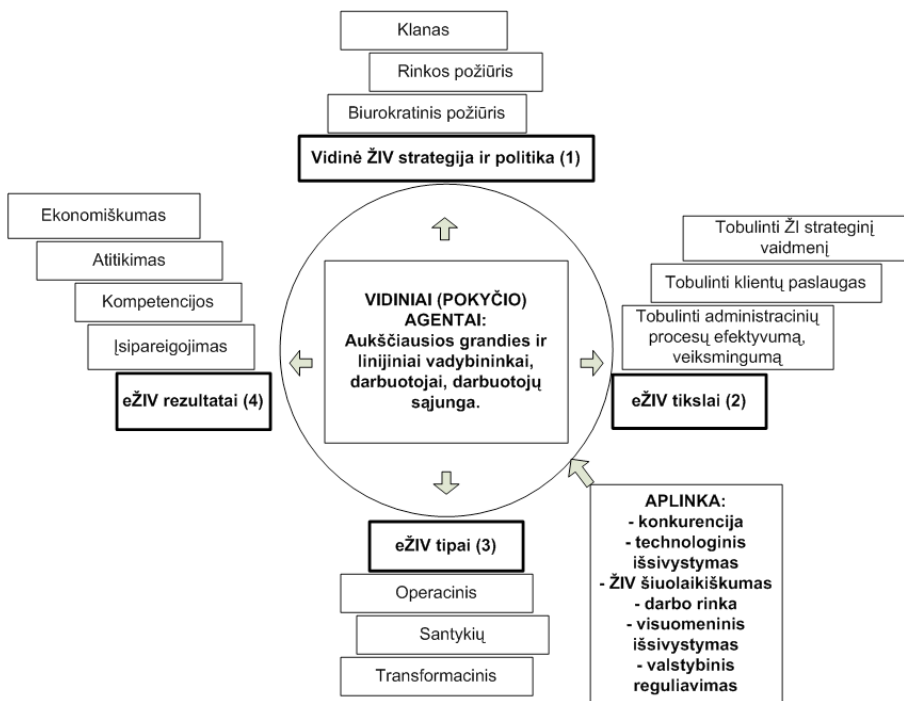 Klanas
Rinkos požiūris
Biurokratinis požiūris
Vidinė ŽIV strategija ir politika (1)
Ekonomiškumas
Atitikimas
Kompetencijos
Įsipareigojimas
eŽIV rezultatai (4)
VIDINIAI (POKYČIO)
AGENTAI:
Aukščiausios grandies ir
linijiniai vadybininkai,
darbuotojai, darbuotojų
sąjunga.
Tobulinti ŽI strateginį
vaidmenį
Tobulinti klientų paslaugas
Tobulinti administracinių
procesų efektyvumą,
veiksmingumą
eŽIV tikslai (2)
eŽIV tipai (3)
Operacinis
Santykių
Transformacinis
APLINKA:
- konkurencija
- technologinis
išsivystymas
- ŽIV šiuolaikiškumas
- darbo rinka
- visuomeninis
išsivystymas
- valstybinis
reguliavimas